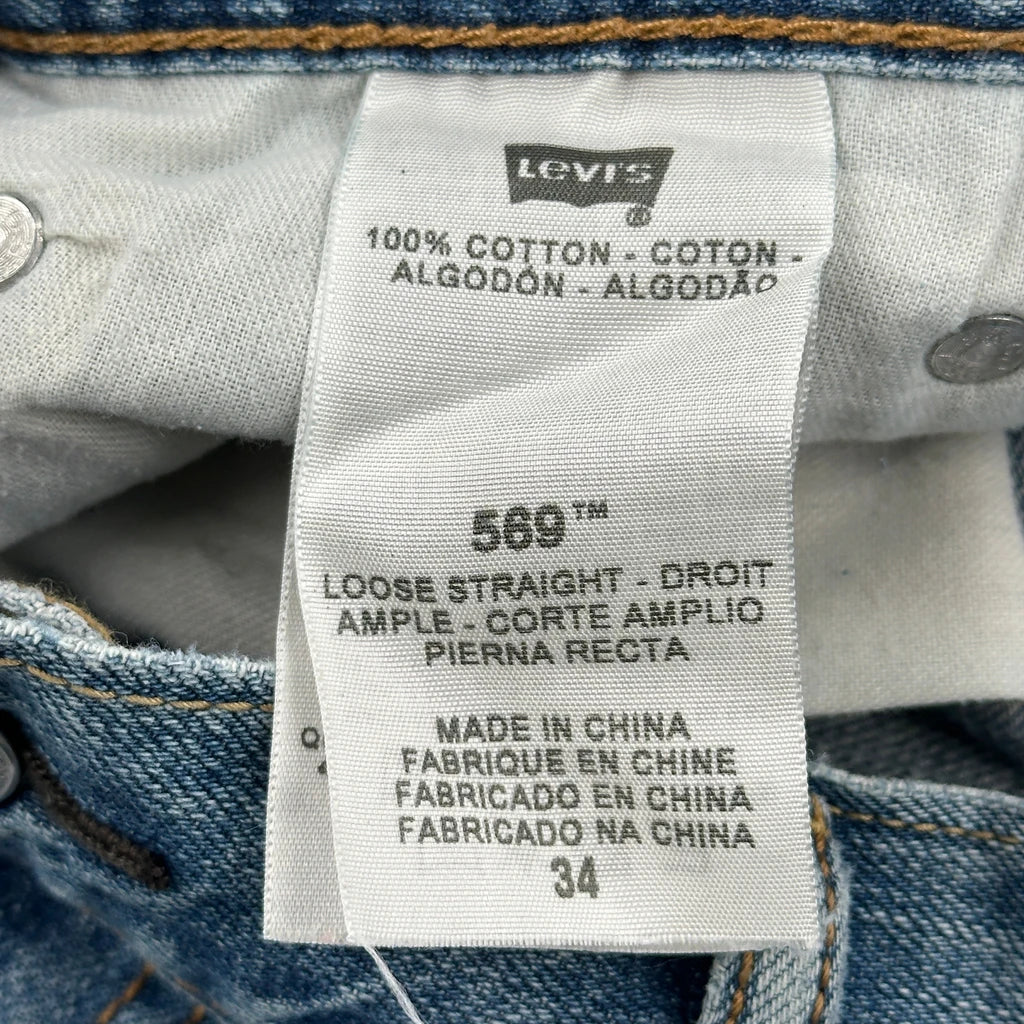 Levi's
®
100% COTTON - COTON -
ALGODÓN - ALGODÃO
569™
LOOSE STRAIGHT - DROIT
AMPLE - CORTE AMPLIO
PIERNA RECTA
MADE IN CHINA
FABRIQUE EN CHINE
FABRICADO EN CHINA
FABRICADO NA CHINA
34